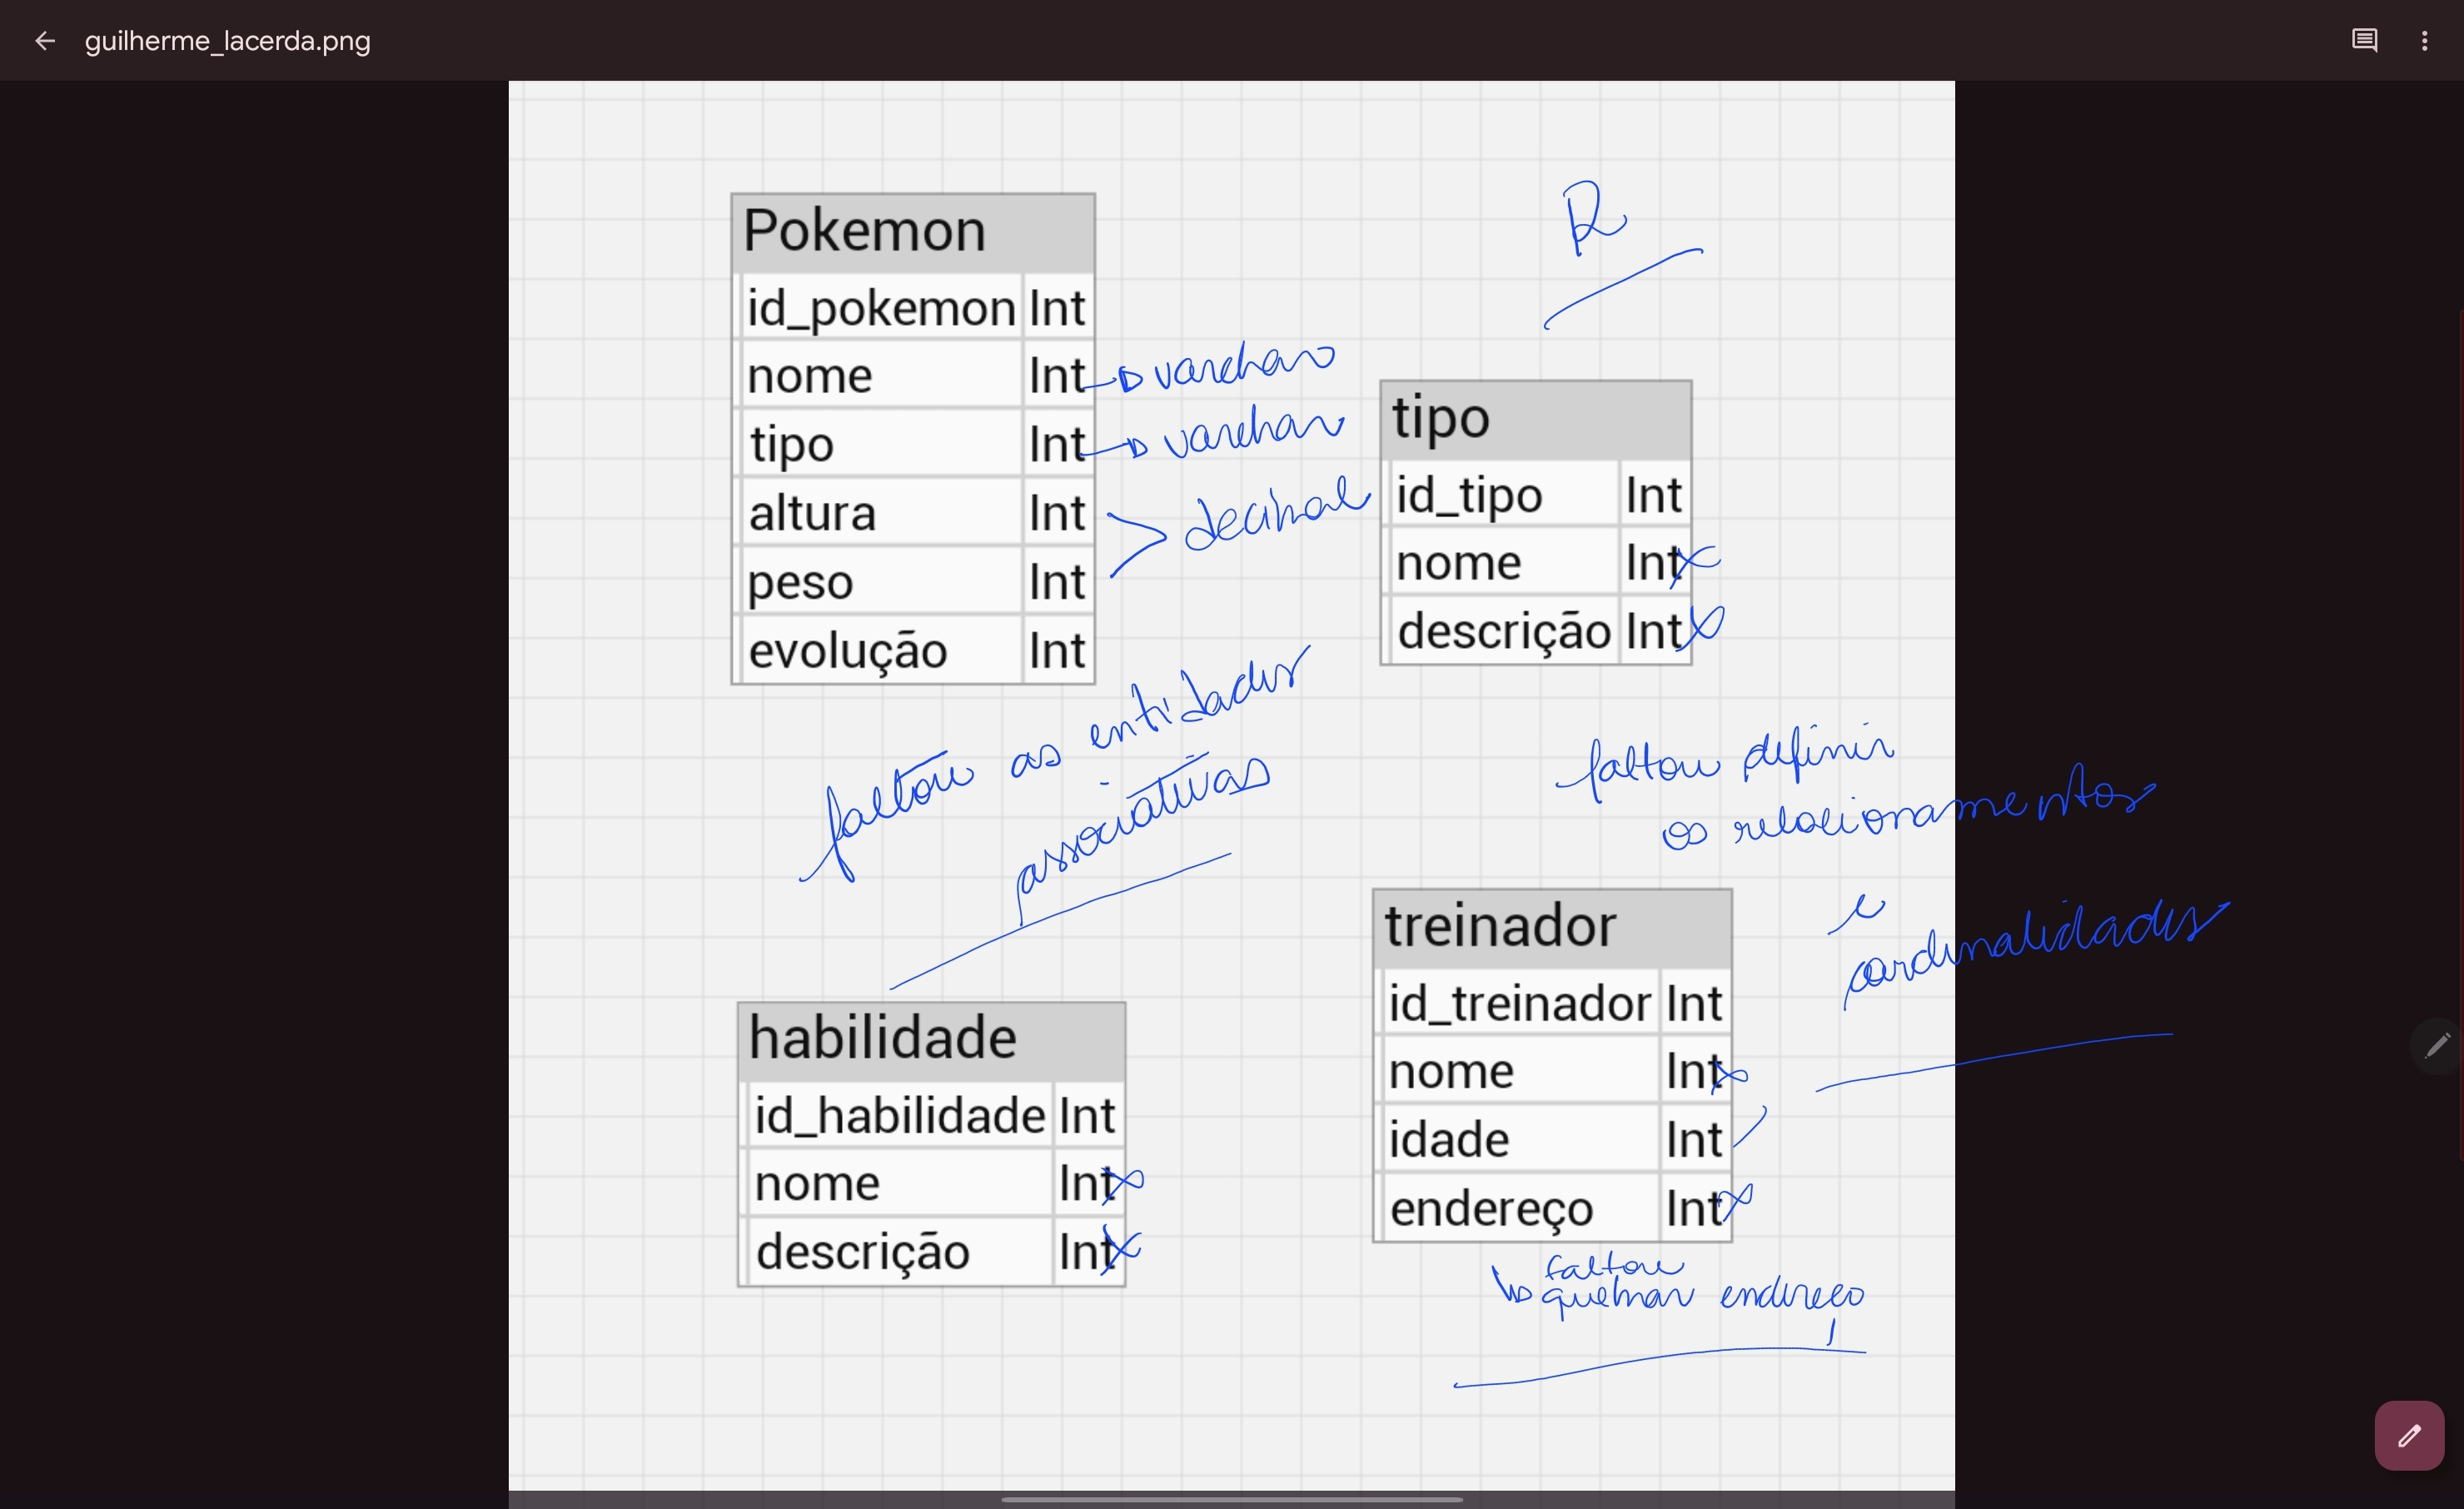 guilherme_lacerda.png
R
Pokemon
id_pokemon Int
nome Int varchar
tipo Int varchar
altura Int decimal
peso Int
evolução Int
tipo
id_tipo Int
nome Int
descrição Int
faltou as entidades
associativas
faltou definir
os relacionamentos
e
cardinalidades
habilidade
id_habilidade Int
nome Int
descrição Int
treinador
id_treinador Int
nome Int
idade Int
endereço Int
faltou
quebrar endereço